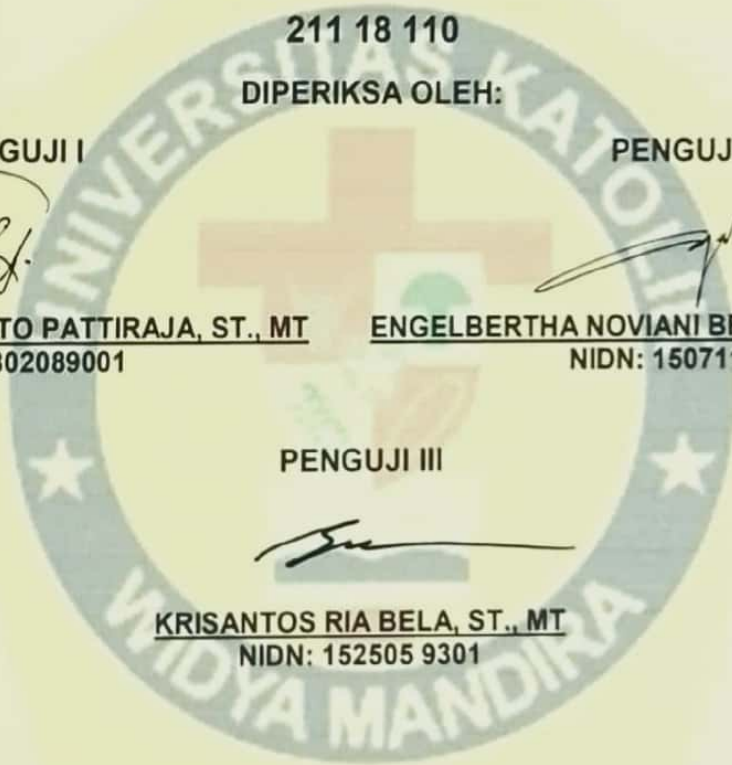 211 18 110
DIPERIKSA OLEH:
GUJI I
PENGUJ
TO PATTIRAJA, ST., MT
ENGELBERTHA NOVIANI B
02089001
NIDN: 15071
PENGUJI III
KRISANTOS RIA BELA, ST., MT
NIDN: 152505 9301
UNIVERSITAS KATOLI
WIDYA MANDIRA